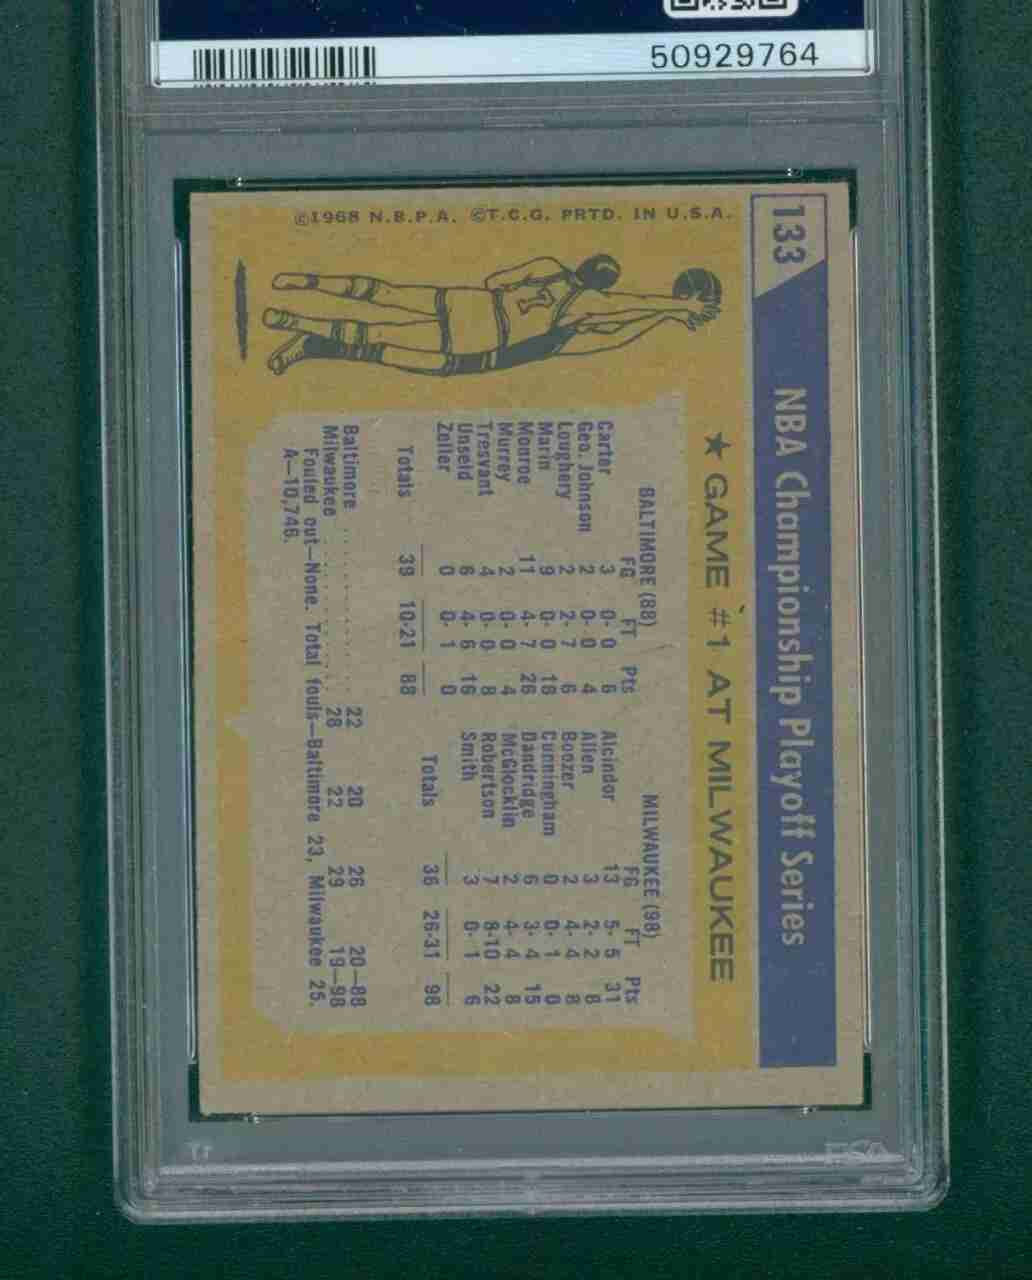 50929764
©1968 N.B.P.A. ©T.C.G. PRTD. IN U.S.A.
133
NBA Championship Playoff Series
★ GAME #1 AT MILWAUKEE
BALTIMORE (88)
FG FT Pts
Carter 3 0- 0 6
Geo. Johnson 2 0- 0 4
Loughery 2 2- 7 6
Marin 9 0- 0 18
Monroe 11 4- 7 26
Murrey 2 0- 0 4
Tresvant 4 0- 0 8
Unseld 6 4- 6 16
Zeller 0 0- 1 0
Totals 39 10-21 88
MILWAUKEE (98)
FG FT Pts
Alcindor 13 5- 5 31
Allen 3 2- 2 8
Boozer 2 4- 4 8
Cunningham 0 0- 1 0
Dandridge 6 3- 4 15
McGlocklin 2 4- 4 8
Robertson 7 8-10 22
Smith 3 0- 1 6
Totals 36 26-31 98
Baltimore ........ 22 20 26 20—88
Milwaukee ........ 28 22 29 19—98
Fouled out—None. Total fouls—Baltimore 23, Milwaukee 25.
A—10,746.
1
PSA